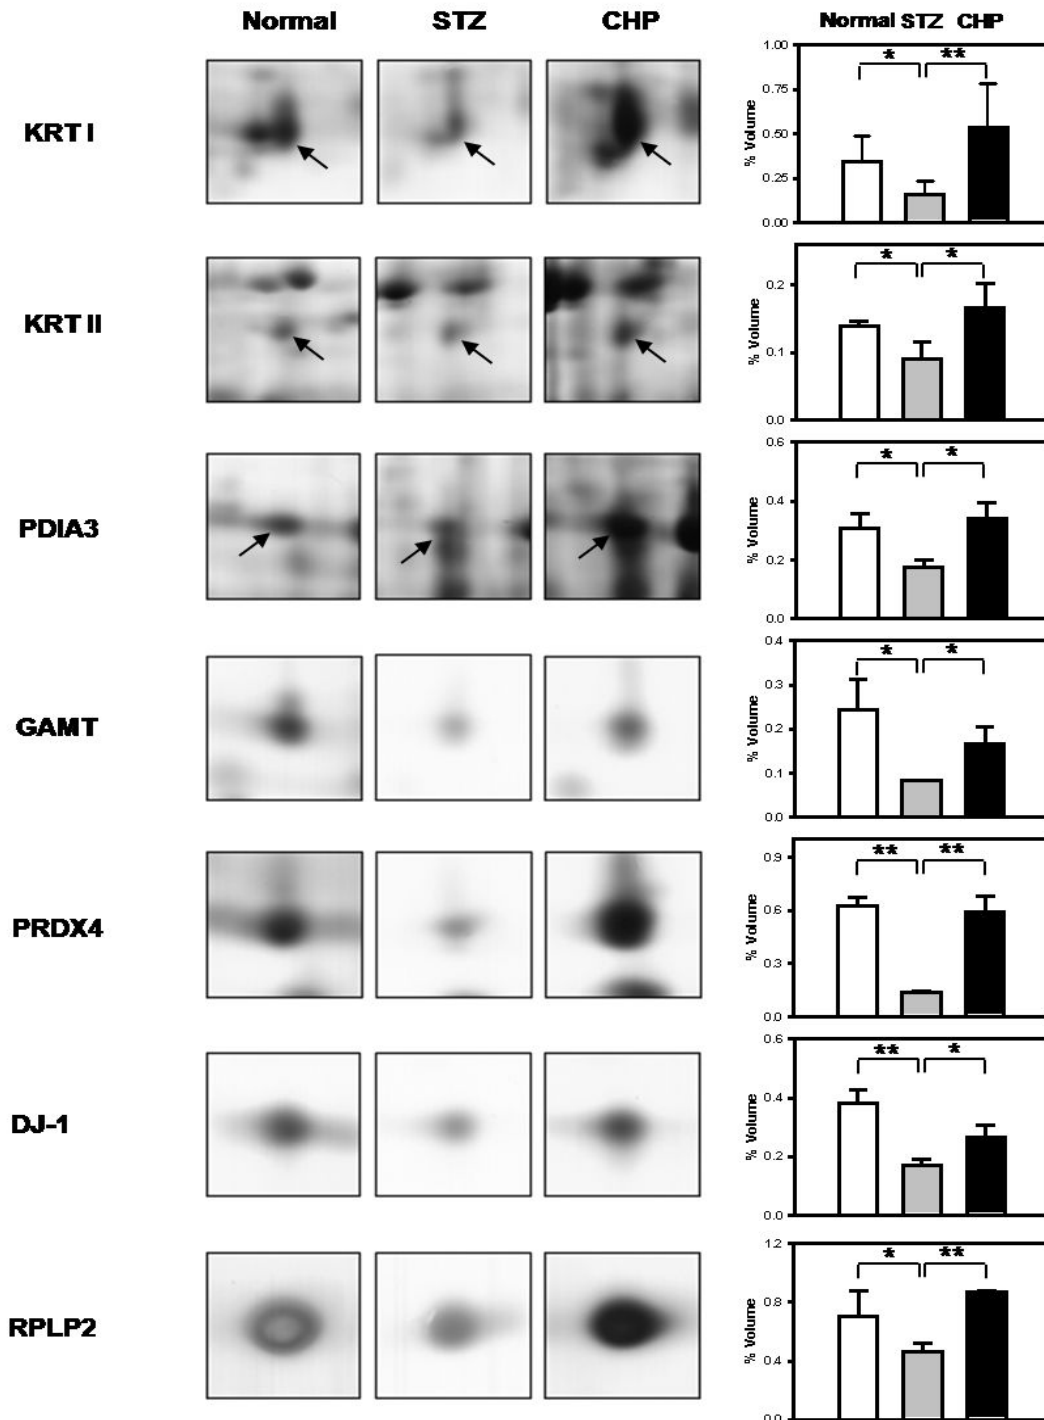 Normal STZ CHP Normal STZ CHP
KRT I
% Volume
1.00
0.75
0.50
0.25
0.00
* **
KRT II
% Volume
0.2
0.1
0.0
* *
PDIA3
% Volume
0.6
0.4
0.2
0.0
* *
GAMT
% Volume
0.4
0.3
0.2
0.1
0.0
* *
PRDX4
% Volume
0.9
0.6
0.3
0.0
** **
DJ-1
% Volume
0.6
0.4
0.2
0.0
** *
RPLP2
% Volume
1.2
0.8
0.4
0.0
* **